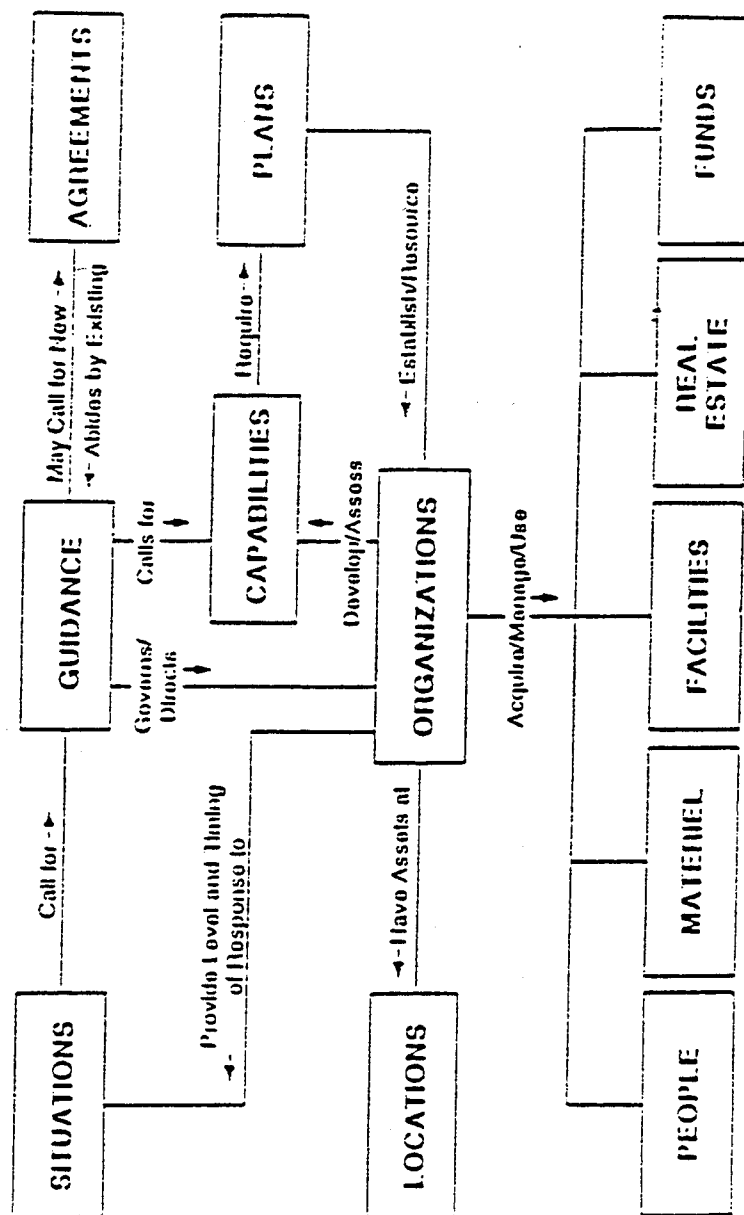 SITUATIONS
Call for
GUIDANCE
May Call for New
Abides by Existing
AGREEMENTS
Governs/
Directs
Calls for
Provide Level and Timing
of Response to
CAPABILITIES
Require
PLANS
Develop/Assess
LOCATIONS
Have Assets at
ORGANIZATIONS
Establish/Resource
Acquire/Manage/Use
PEOPLE
MATERIEL
FACILITIES
REAL
ESTATE
FUNDS